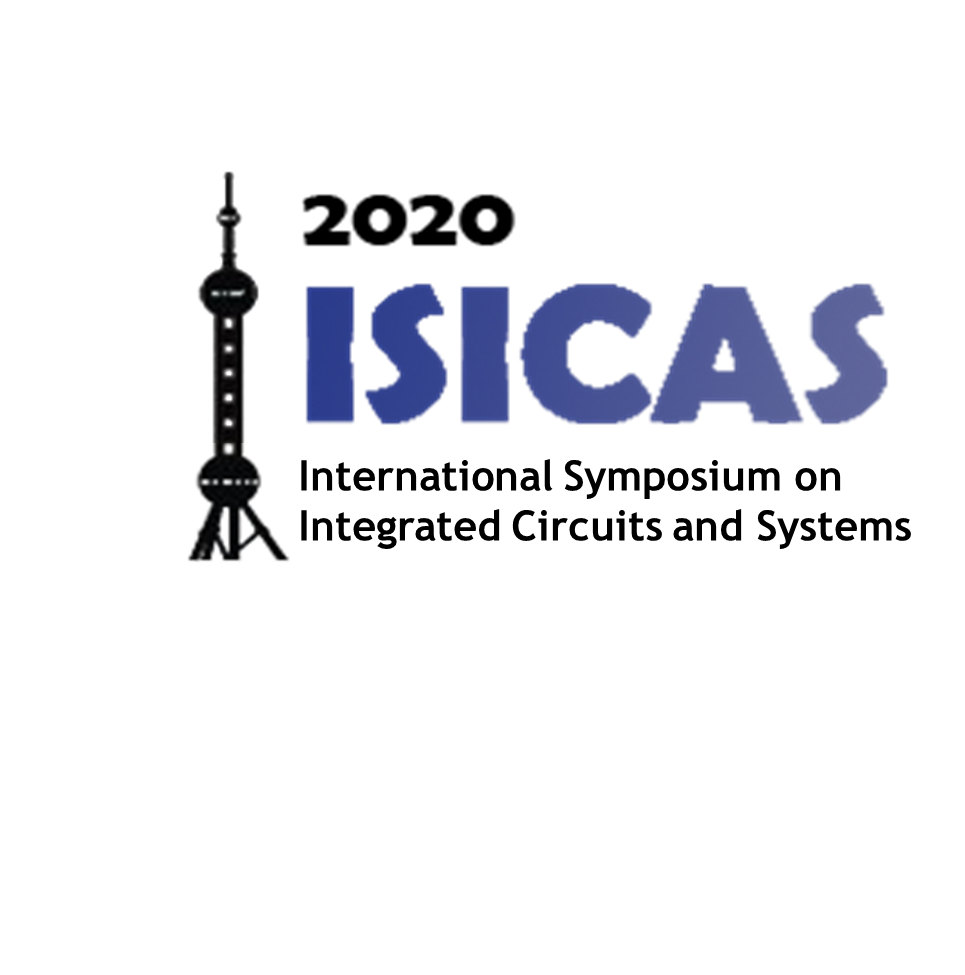 2020
ISICAS
International Symposium on
Integrated Circuits and Systems